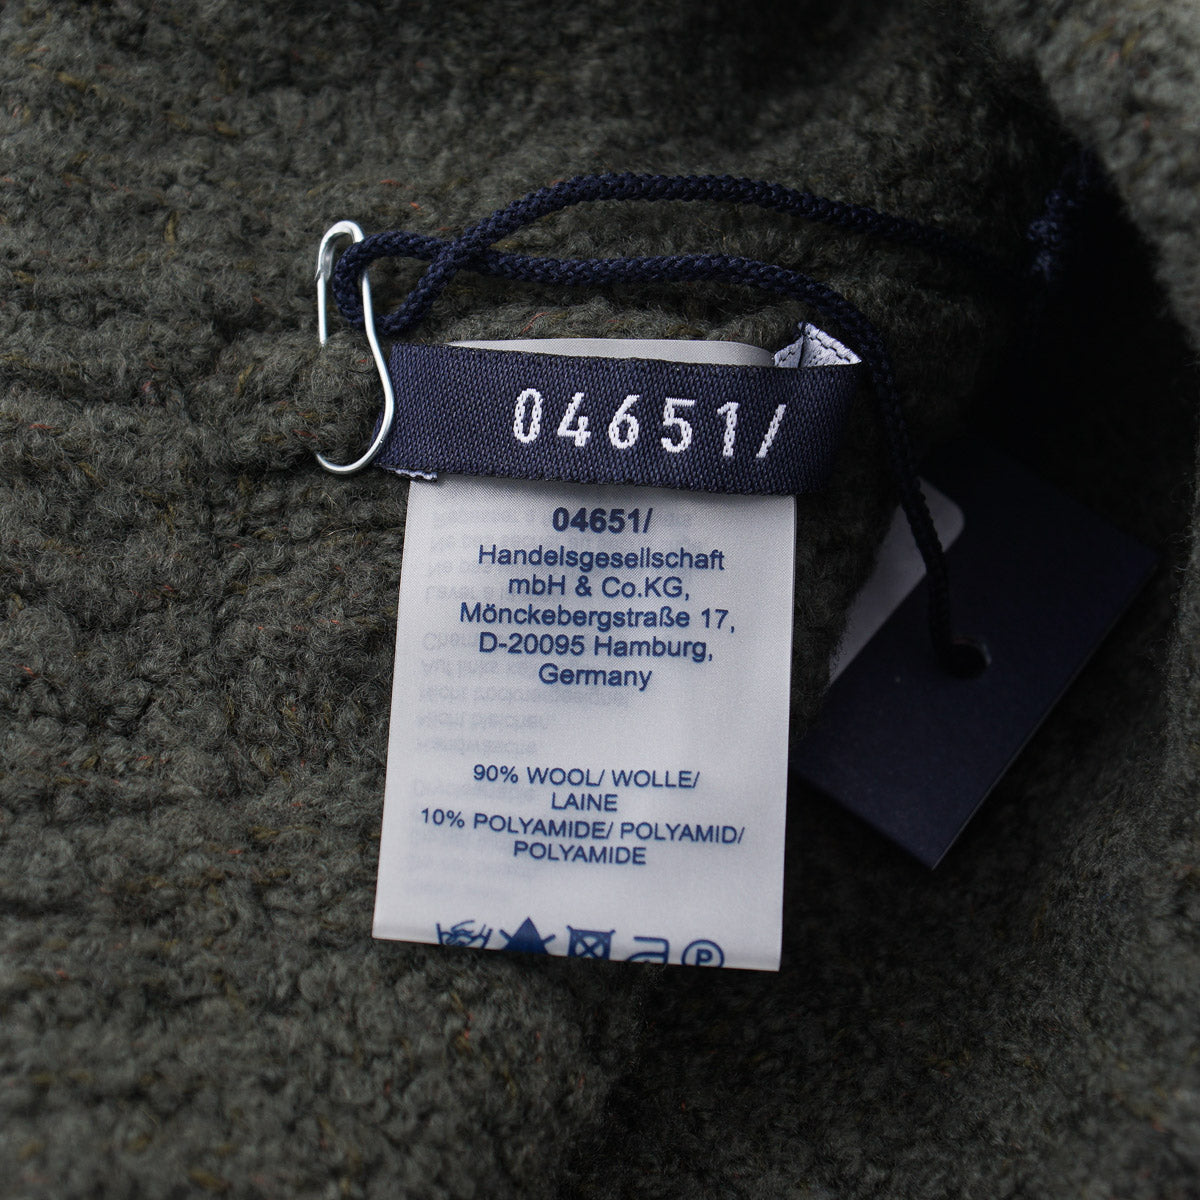 04651/
04651/
Handelsgesellschaft
mbH & Co.KG,
Mönckebergstraße 17,
D-20095 Hamburg,
Germany
90% WOOL/ WOLLE/
LAINE
10% POLYAMIDE/ POLYAMID/
POLYAMIDE
P